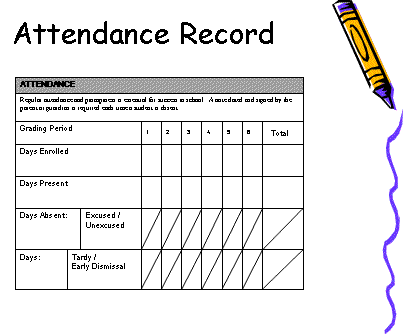 Attendance Record
ATTENDANCE
Regular attendance and promptness is essential for success in school. A note dated and signed by the
parent or guardian is required each time a student is absent.
Grading Period 1 2 3 4 5 6 Total
Days Enrolled
Days Present
Days Absent: Excused /
Unexcused
Days: Tardy /
Early Dismissal